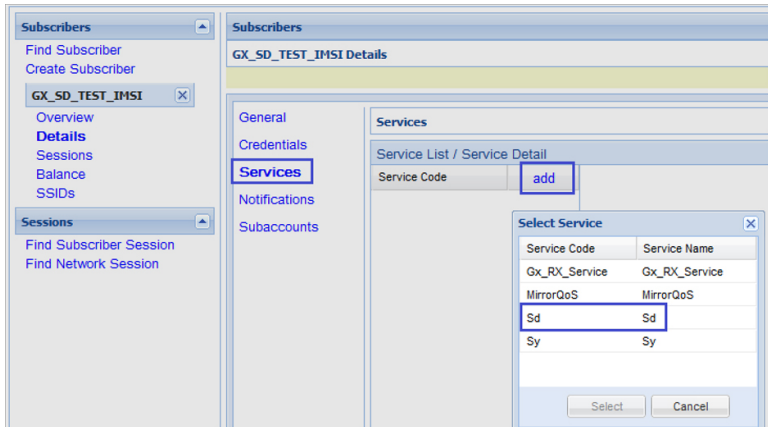 Subscribers
Find Subscriber
Create Subscriber
GX_SD_TEST_IMSI
Overview
Details
Sessions
Balance
SSIDs
Sessions
Find Subscriber Session
Find Network Session
Subscribers
GX_SD_TEST_IMSI Details
General
Credentials
Services
Notifications
Subaccounts
Services
Service List / Service Detail
Service Code add
Select Service
Service Code Service Name
Gx_RX_Service Gx_RX_Service
MirrorQoS MirrorQoS
Sd Sd
Sy Sy
Select Cancel